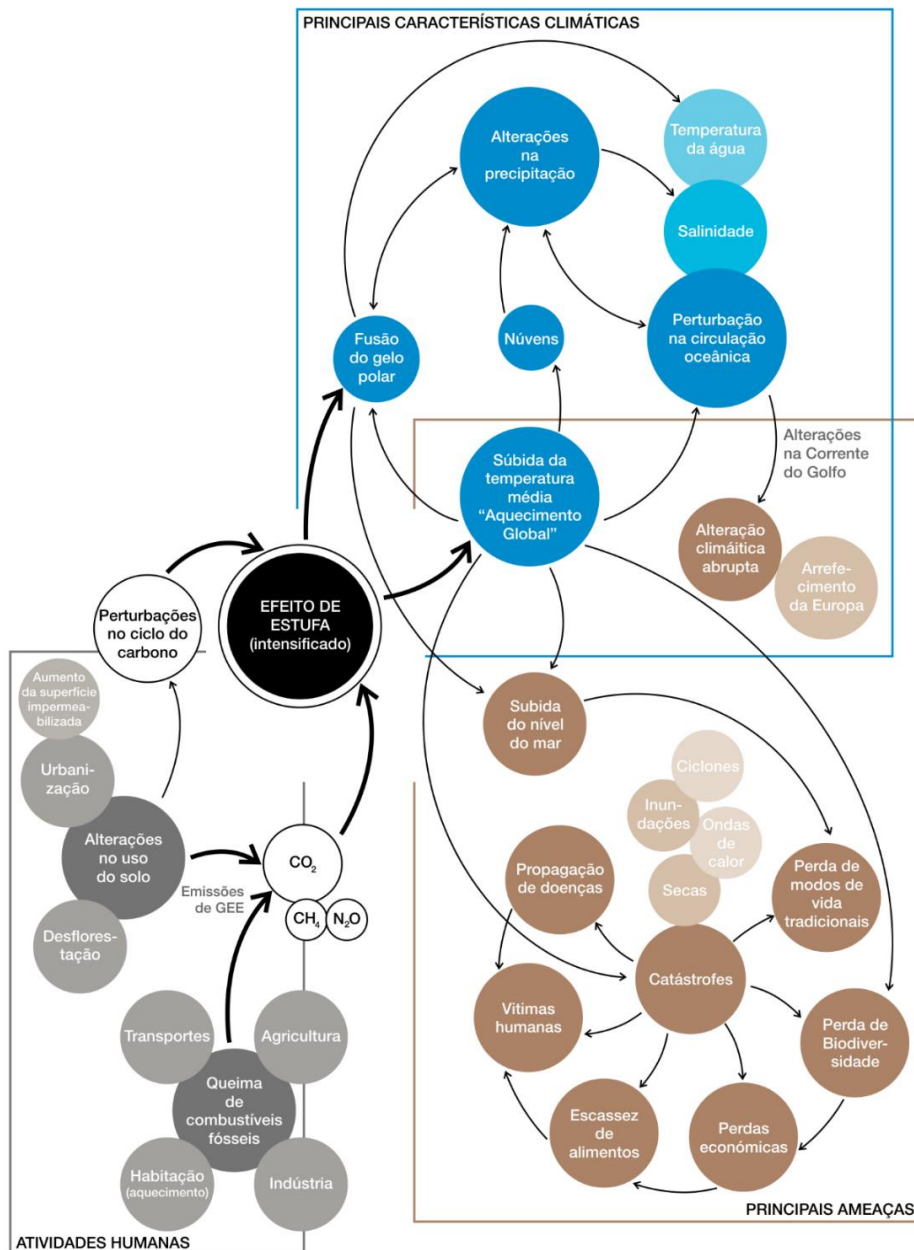 PRINCIPAIS CARACTERÍSTICAS CLIMÁTICAS
Temperatura
da água
Alterações
na
precipitação
Salinidade
Fusão
do gelo
polar
Núvens
Perturbação
na circulação
oceânica
Alterações
na Corrente
do Golfo
Súbida da
temperatura
média
“Aquecimento
Global”
Alteração
climáitica
abrupta
Arrefe-
cimento
da Europa
Perturbações
no ciclo do
carbono
EFEITO DE
ESTUFA
(intensificado)
Aumento
da superfície
impermea-
bilizada
Urbani-
zação
Alterações
no uso
do solo
Desflores-
tação
Emissões
de GEE
CO2
CH4
N2O
Transportes
Agricultura
Queima
de
combustíveis
fósseis
Habitação
(aquecimento)
Indústria
ATIVIDADES HUMANAS
Subida
do nível
do mar
Ciclones
Inun-
dações
Ondas
de
calor
Secas
Propagação
de doenças
Perda de
modos de
vida
tradicionais
Catástrofes
Vitimas
humanas
Perda de
Biodiver-
sidade
Escassez
de
alimentos
Perdas
económicas
PRINCIPAIS AMEAÇAS